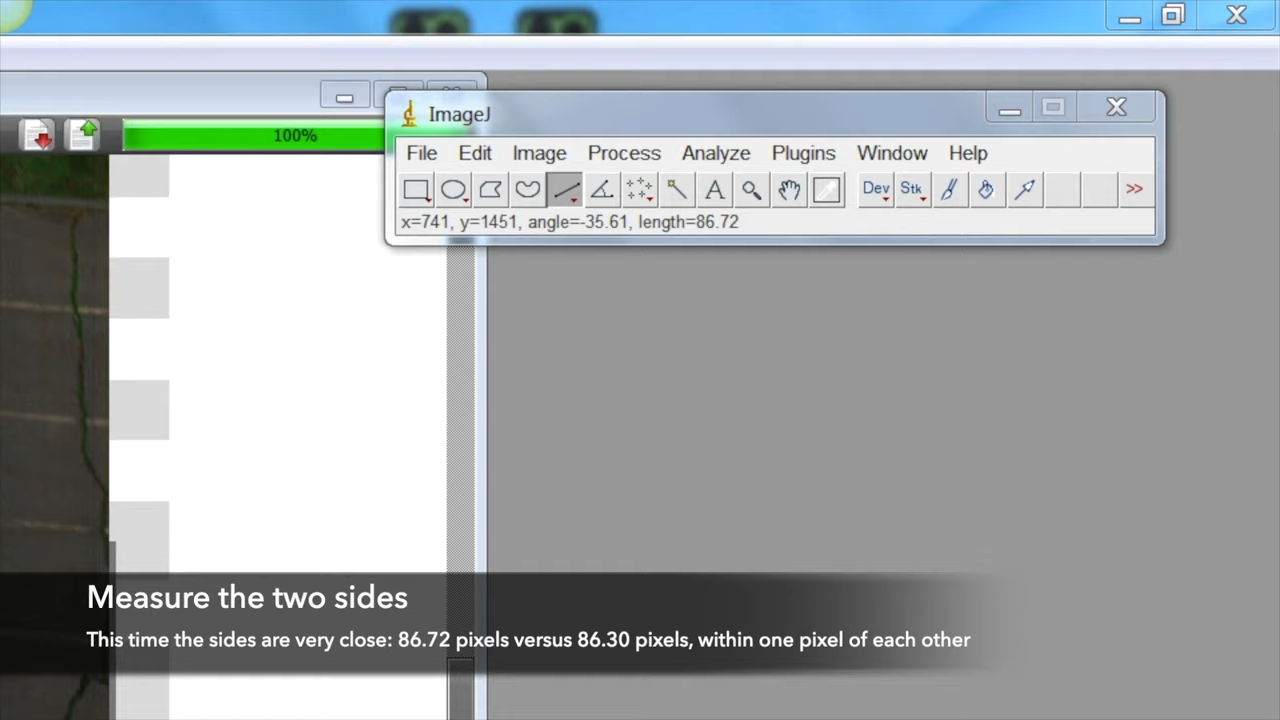 ImageJ
100%
File Edit Image Process Analyze Plugins Window Help
A Dev Stk >>
x=741, y=1451, angle=-35.61, length=86.72
Measure the two sides
This time the sides are very close: 86.72 pixels versus 86.30 pixels, within one pixel of each other